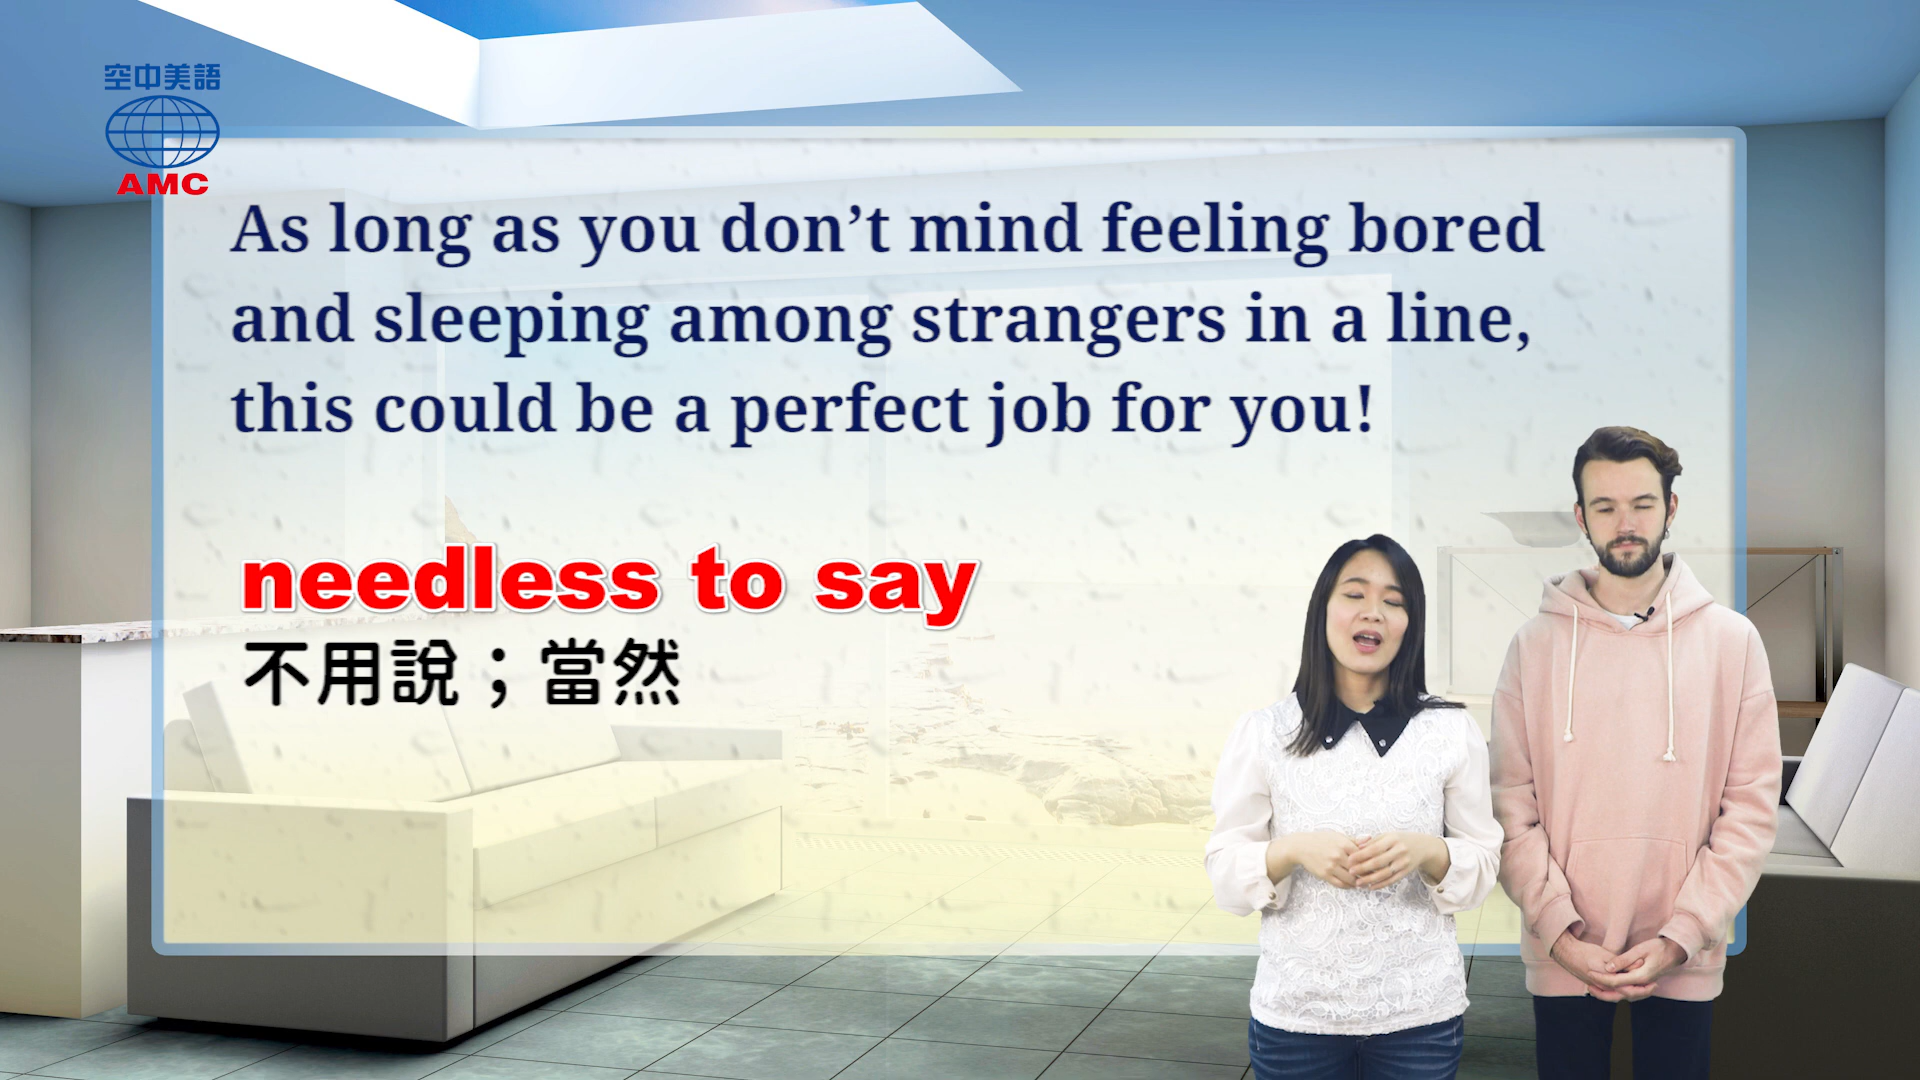 空中美語
AMC
As long as you don’t mind feeling bored
and sleeping among strangers in a line,
this could be a perfect job for you!
needless to say
不用說；當然